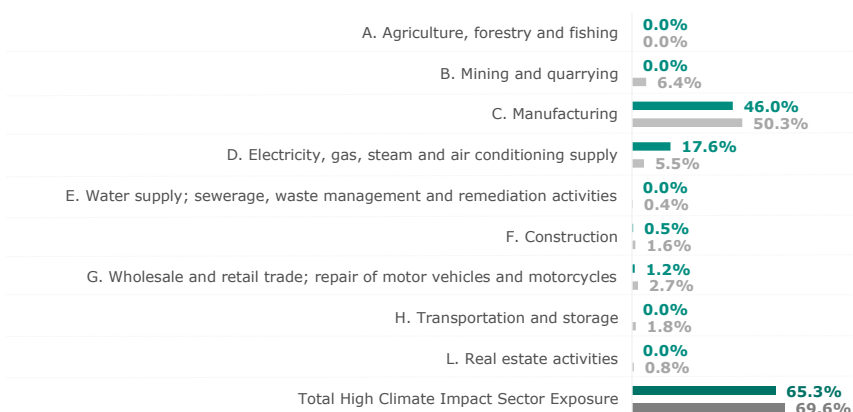 A. Agriculture, forestry and fishing
0.0%
0.0%
B. Mining and quarrying
0.0%
6.4%
C. Manufacturing
46.0%
50.3%
D. Electricity, gas, steam and air conditioning supply
17.6%
5.5%
E. Water supply; sewerage, waste management and remediation activities
0.0%
0.4%
F. Construction
0.5%
1.6%
G. Wholesale and retail trade; repair of motor vehicles and motorcycles
1.2%
2.7%
H. Transportation and storage
0.0%
1.8%
L. Real estate activities
0.0%
0.8%
Total High Climate Impact Sector Exposure
65.3%
69.6%